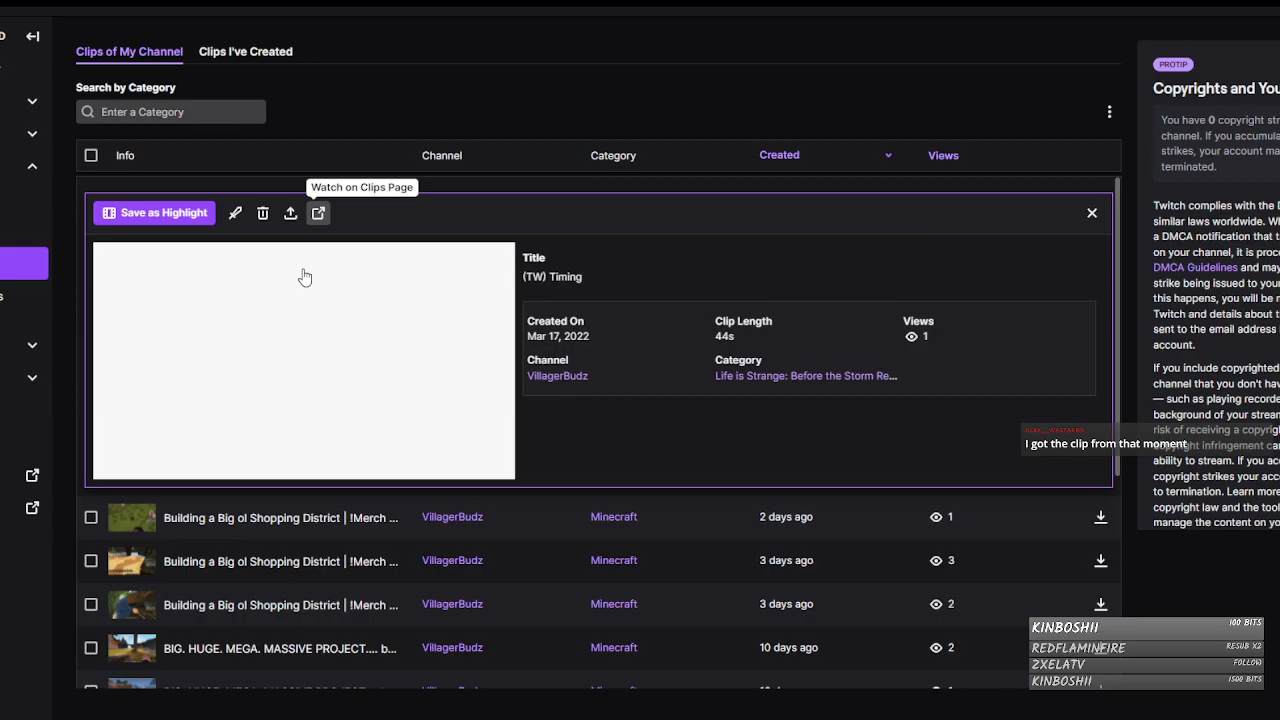 Clips of My Channel
Clips I've Created
Search by Category
Enter a Category
Info
Channel
Category
Created
Views
Watch on Clips Page
Save as Highlight
Title
(TW) Timing
Created On
Clip Length
Views
Mar 17, 2022
44s
1
Channel
Category
VillagerBudz
Life is Strange: Before the Storm Re...
Building a Big ol Shopping District | !Merch ...
VillagerBudz
Minecraft
2 days ago
1
Building a Big ol Shopping District | !Merch ...
VillagerBudz
Minecraft
3 days ago
3
Building a Big ol Shopping District | !Merch ...
VillagerBudz
Minecraft
3 days ago
2
BIG. HUGE. MEGA. MASSIVE PROJECT.... b...
VillagerBudz
Minecraft
10 days ago
2
PROTIP
Copyrights and You
You have 0 copyright str
channel. If you accumula
strikes, your account ma
terminated.
Twitch complies with the D
similar laws worldwide. Wh
a DMCA notification that t
on your channel, it is proc
DMCA Guidelines and may
strike being issued to your
this happens, you will be n
Twitch and details about t
sent to the email address
account.
If you include copyrighted
channel that you don't hav
— such as playing recorde
background of your stream
risk of receiving a copyrig
I got the clip from that moment
copyright infringement can
ability to stream. If you acc
copyright strikes your acco
to termination. Learn more
copyright law and the tool
manage the content on yo
KINBOSHII
100 BITS
REDFLAMINFIRE
RESUB X2
2XELATV
FOLLOW
KINBOSHII
1500 BITS